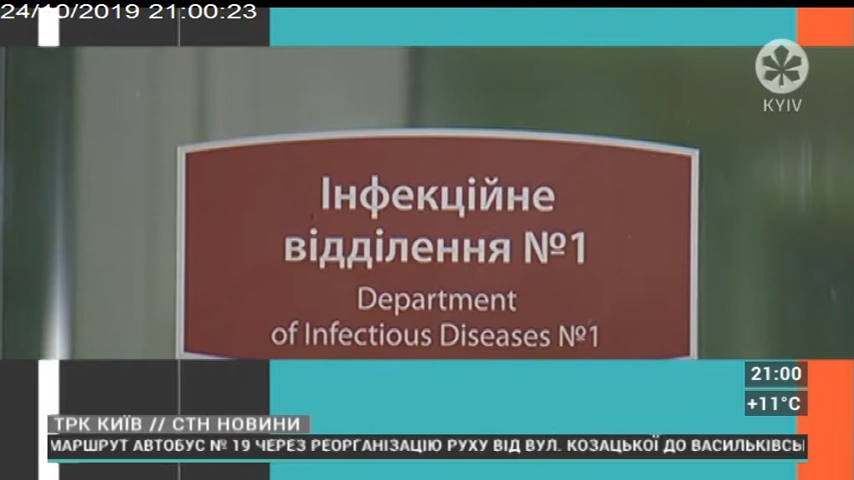 24/10/2019 21:00:23
KYIV
Інфекційне
відділення №1
Department
of Infectious Diseases №1
21:00
+11°C
ТРК КИЇВ // СТН НОВИНИ
МАРШРУТ АВТОБУС № 19 ЧЕРЕЗ РЕОРГАНІЗАЦІЮ РУХУ ВІД ВУЛ. КОЗАЦЬКОЇ ДО